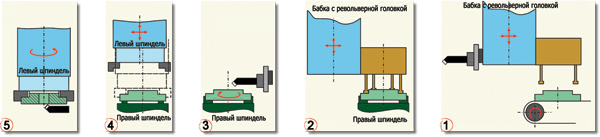 Левый шпиндель
5
Левый шпиндель
Правый шпиндель
4
Правый шпиндель
3
Бабка с револьверной головкой
Правый шпиндель
2
Бабка с револьверной головкой
1